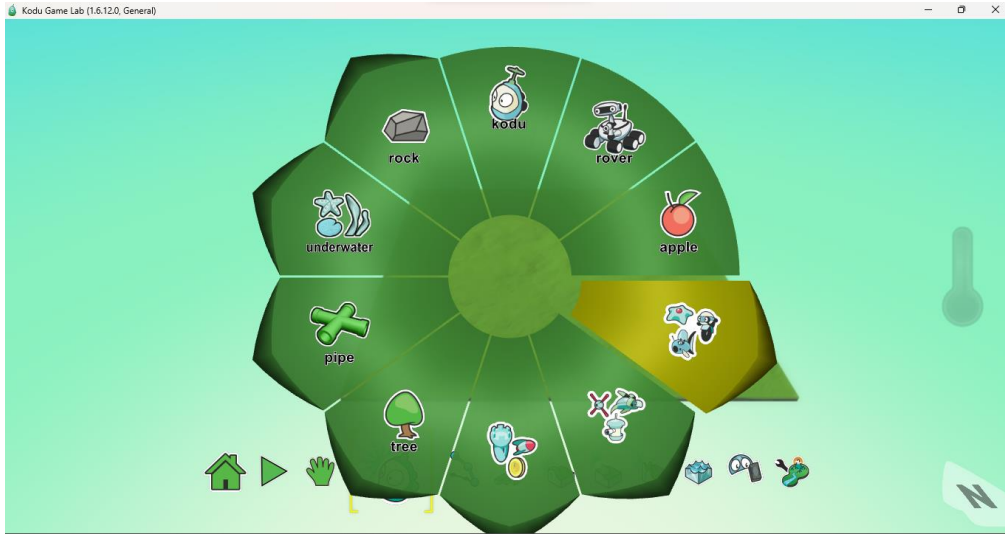 Kodu Game Lab (1.6.12.0, General)
kodu
rock
rover
underwater
apple
pipe
tree
N